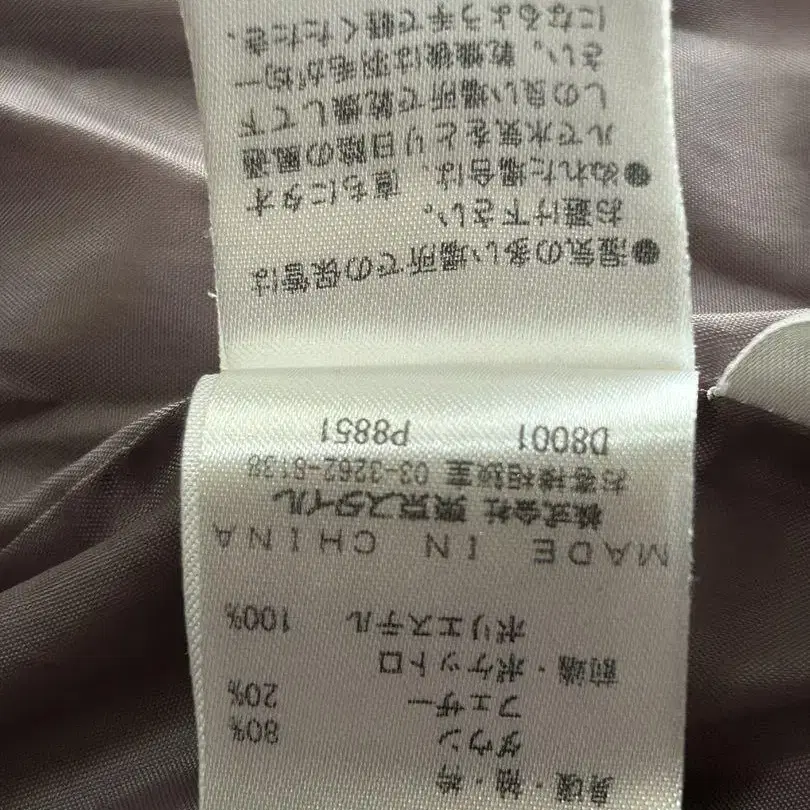 身頃・袖・衿
ダウン 80%
フェザー 20%
前端・ポケット口
ポリエステル 100%
MADE IN CHINA
株式会社 東京スタイル
お客様相談室 03-3262-8138
D8001 P8851
●湿気の多い場所での保管は
お避け下さい。
●ぬれた場合は、直ちにタオ
ルで水気をとり日陰の風通
しの良い場所で乾燥して下
さい。乾燥後は羽毛が均一
になるよう手で軽くたたき、